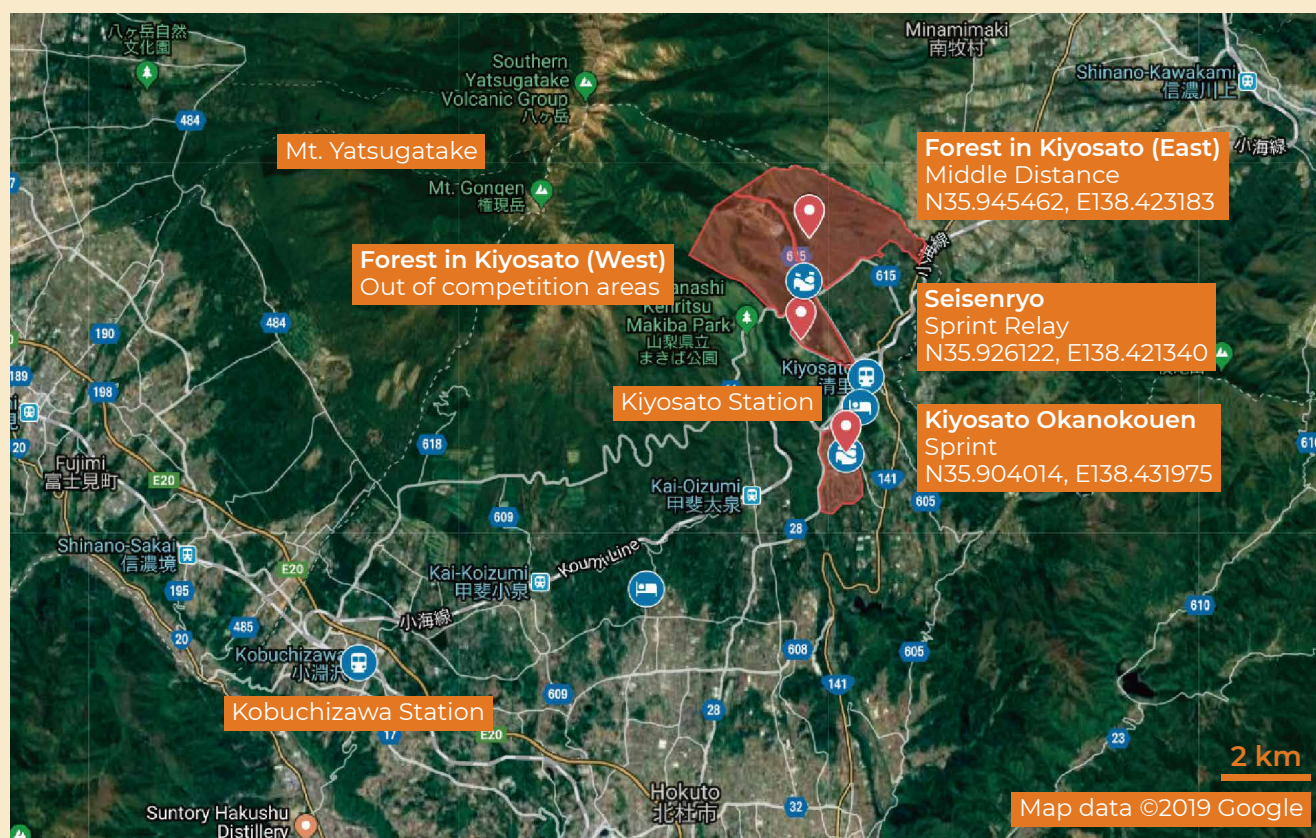 八ヶ岳自然
文化園
484
Southern
Yatsugatake
Volcanic Group
八ヶ岳
Minamimaki
南牧村
Shinano-Kawakami
信濃川上
小海線
Mt. Yatsugatake
Mt. Gongen
権現岳
Forest in Kiyosato (East)
Middle Distance
N35.945462, E138.423183
Forest in Kiyosato (West)
Out of competition areas
615
小海線
615
Kenritsu
Makiba Park
山梨県立
まきば公園
Seisenryo
Sprint Relay
N35.926122, E138.421340
484
190
189
198
Kiyosato
清里
Kiyosato Station
Kiyosato Okanokouen
Sprint
N35.904014, E138.431975
618
20
Fujimi
富士見町
E20
141
605
Kai-Oizumi
甲斐大泉
609
28
Shinano-Sakai
信濃境
E20
Koumi Line
Kai-Koizumi
甲斐小泉
195
610
小海線
485
20
608
605
Kobuchizawa
小淵沢
609
141
Kobuchizawa Station
28
17
E20
23
2 km
Hokuto
北杜市
32
Map data ©2019 Google
Suntory Hakushu
Distillery